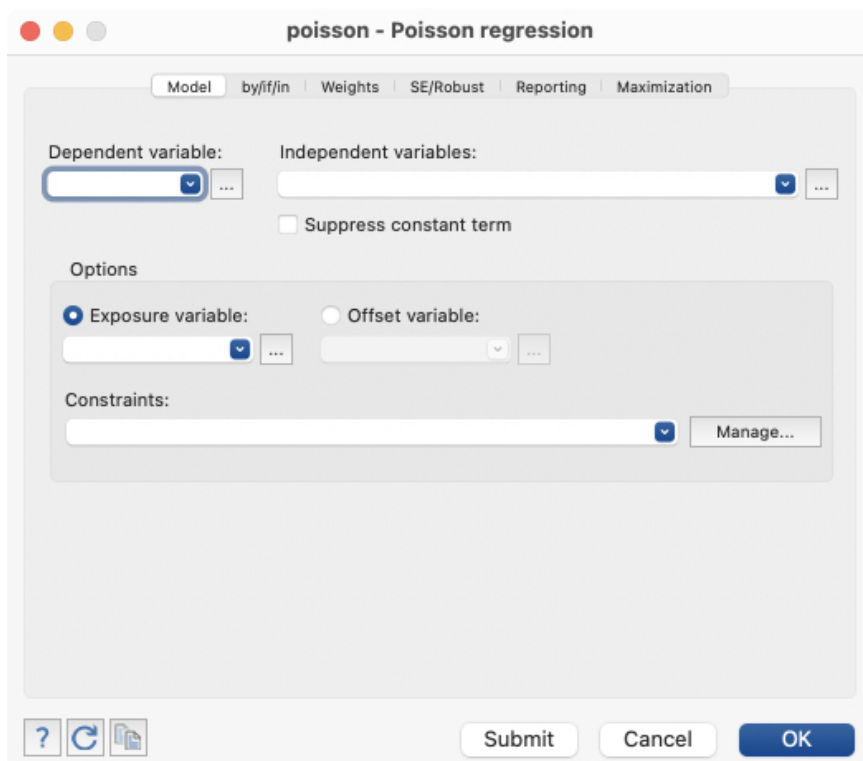 poisson - Poisson regression
Model by/if/in Weights SE/Robust Reporting Maximization
Dependent variable: Independent variables:
... ...
Suppress constant term
Options
Exposure variable: Offset variable:
... ...
Constraints:
Manage...
? Submit Cancel OK